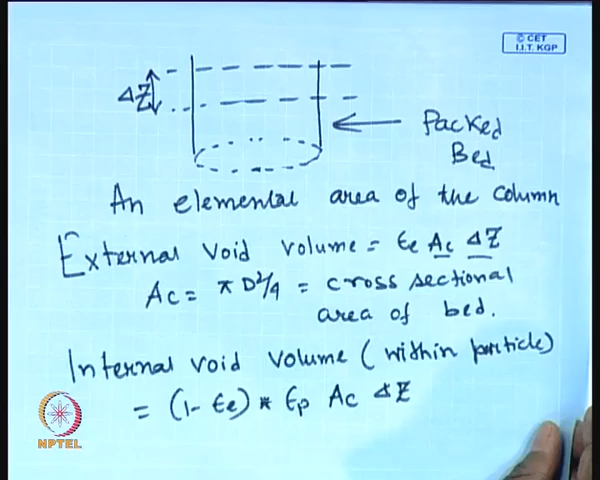 © CET
I.I.T. KGP
ΔZ
Packed
Bed
An elemental area of the column
External void volume = εe Ac ΔZ
Ac = π D²/4 = cross sectional
area of bed.
Internal void volume (within particle)
= (1 - εe) * εp Ac ΔZ
NPTEL